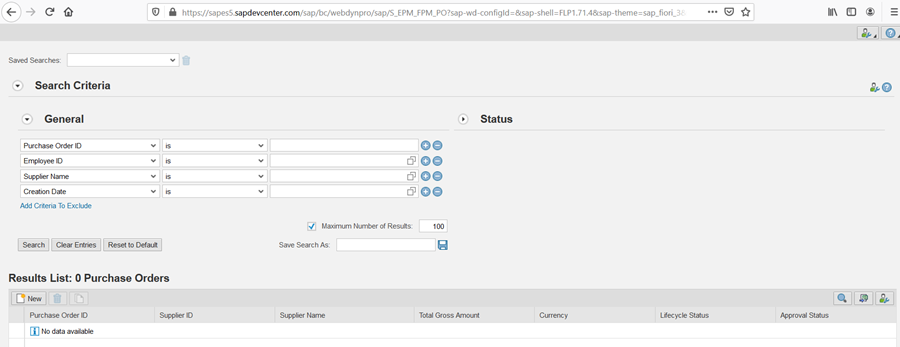 https://sapes5.sapdevcenter.com/sap/bc/webdynpro/sap/S_EPM_FPM_PO?sap-wd-configId=&sap-shell=FLP1.71.4&sap-theme=sap_fiori_3&
Saved Searches:
Search Criteria
General
Status
Purchase Order ID is
Employee ID is
Supplier Name is
Creation Date is
Add Criteria To Exclude
Maximum Number of Results: 100
Search Clear Entries Reset to Default Save Search As:
Results List: 0 Purchase Orders
New
Purchase Order ID Supplier ID Supplier Name Total Gross Amount Currency Lifecycle Status Approval Status
No data available